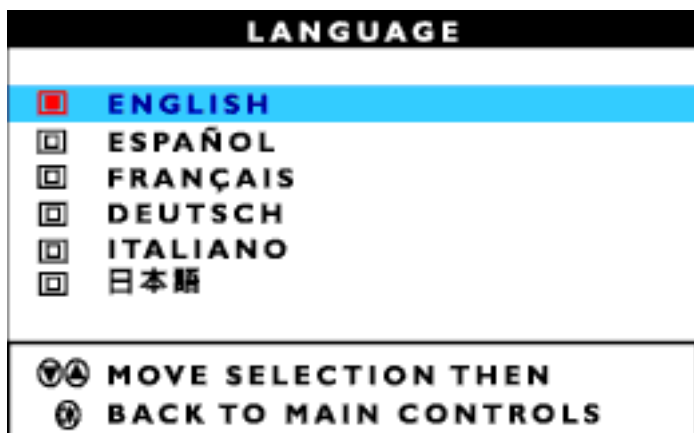 LANGUAGE
ENGLISH
ESPAÑOL
FRANÇAIS
DEUTSCH
ITALIANO
日本語
MOVE SELECTION THEN
BACK TO MAIN CONTROLS